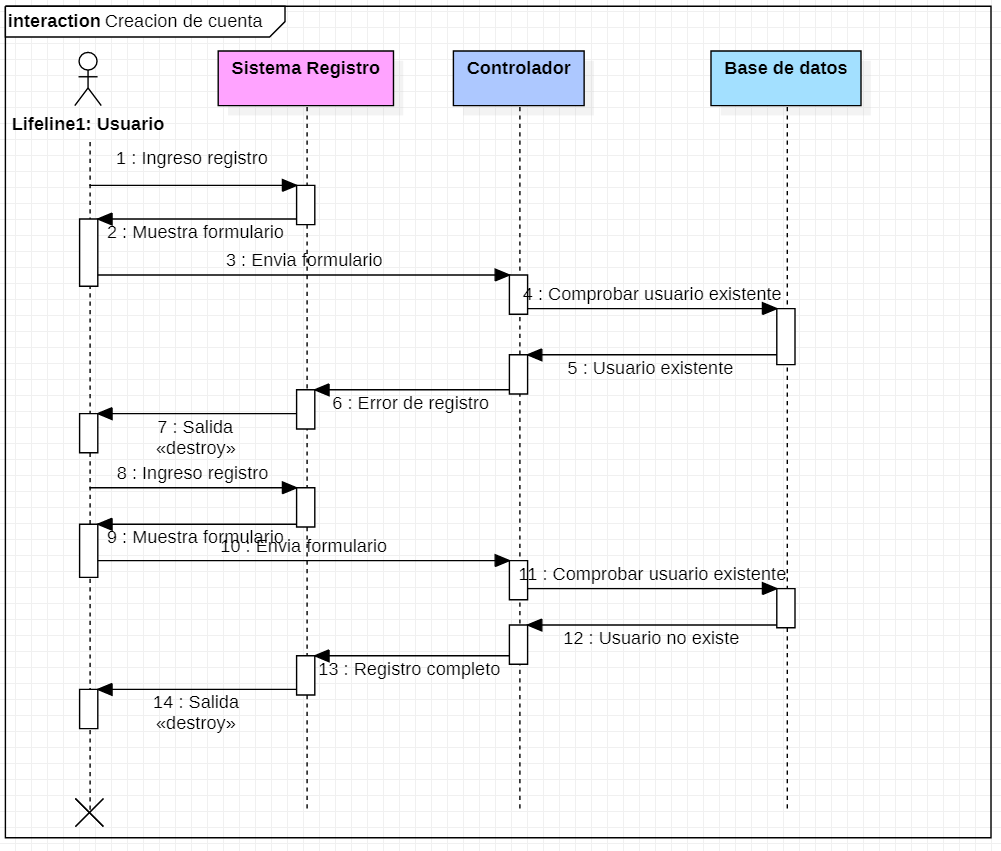 interaction Creacion de cuenta
Sistema Registro
Controlador
Base de datos
Lifeline1: Usuario
1 : Ingreso registro
2 : Muestra formulario
3 : Envia formulario
4 : Comprobar usuario existente
5 : Usuario existente
6 : Error de registro
7 : Salida
«destroy»
8 : Ingreso registro
9 : Muestra formulario
10 : Envia formulario
11 : Comprobar usuario existente
12 : Usuario no existe
13 : Registro completo
14 : Salida
«destroy»